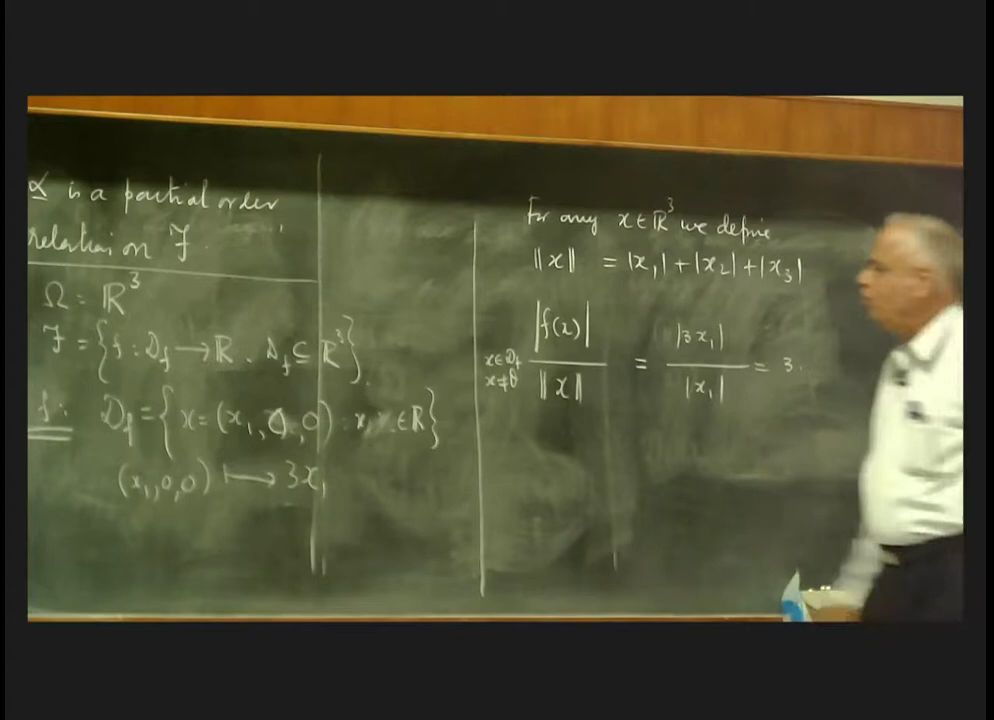 ∝ is a partial order
relation on F.
Ω = ℝ³
F = { f : D_f → ℝ . D_f ⊆ ℝ³ }.
f : D_f = { x = (x₁, 0, 0) : x₁ ∈ ℝ }
(x₁, 0, 0) ↦ 3x₁
For any x ∈ ℝ³ we define
‖x‖ = |x₁| + |x₂| + |x₃|
|f(x)| / ‖x‖ = |3x₁| / |x₁| = 3.
x ∈ D_f
x ≠ θ